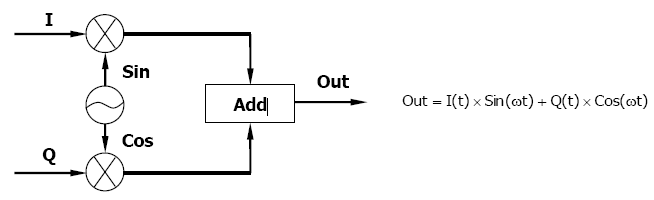 I
Sin
Out
Add
Out = I(t) × Sin(ωt) + Q(t) × Cos(ωt)
Cos
Q